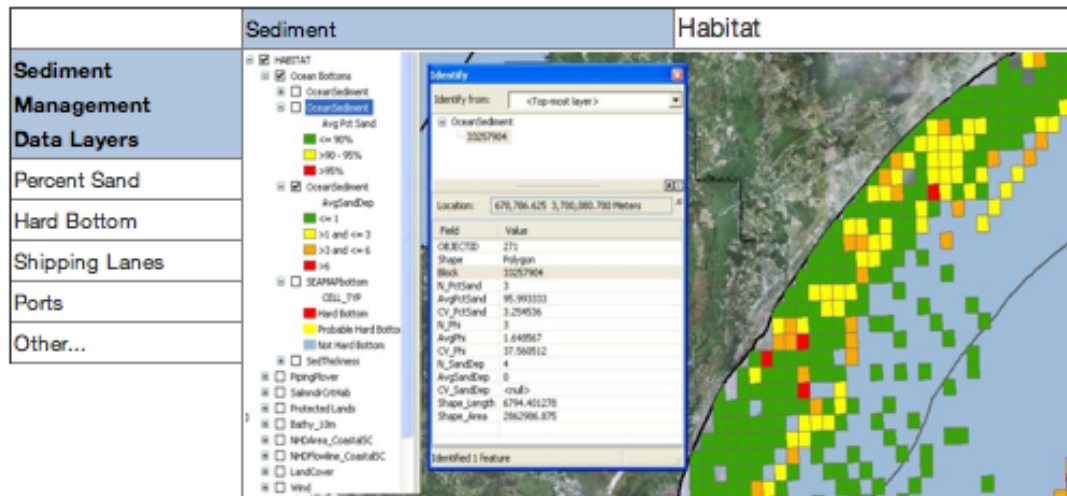 Sediment
Habitat
Sediment
Management
Data Layers
Percent Sand
Hard Bottom
Shipping Lanes
Ports
Other...
HABITAT
Ocean Bottoms
OceanSediment
OceanSediment
Avg Pct Sand
<= 90%
>90 - 95%
>95%
OceanSediment
AvgSandDep
<= 1
>1 and <= 3
>3 and <= 6
>6
SEAMAPbottom
CELL_TYP
Hard Bottom
Probable Hard Botto
Not Hard Bottom
SedThickness
PipingPlover
SalmndrCritHab
Protected Lands
Bathy_10m
NHDArea_CoastalSC
NHDFlowline_CoastalSC
LandCover
Wind
Identify
Identify from: <Top-most layer>
OceanSediment
33257904
Location: 678,786.625 3,700,080.780 Meters
Field Value
OBJECTID 271
Shape Polygon
Block 33257904
N_PctSand 3
AvgPctSand 95.993333
CV_PctSand 3.254536
N_Phi 3
AvgPhi 1.648567
CV_Phi 37.560512
N_SandDep 4
AvgSandDep 0
CV_SandDep <null>
Shape_Length 6794.401278
Shape_Area 2862986.875
Identified 1 feature